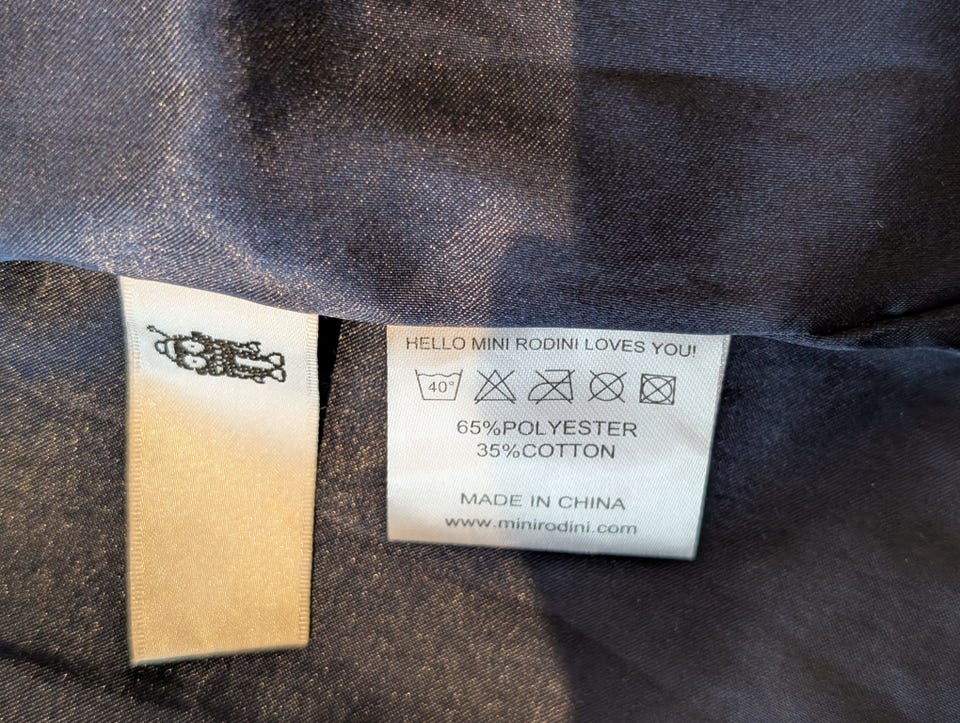 HELLO MINI RODINI LOVES YOU!
40°
65%POLYESTER
35%COTTON
MADE IN CHINA
www.minirodini.com